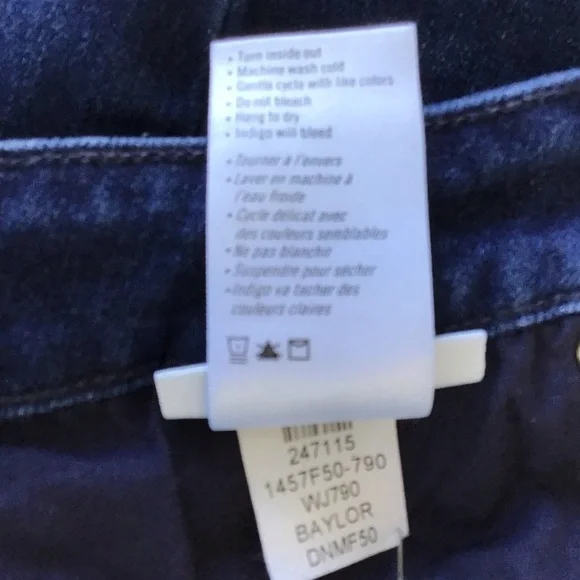 • Turn inside out
• Machine wash cold
• Gentle cycle with like colors
• Do not bleach
• Hang to dry
• Indigo will bleed
• Tourner à l'envers
• Laver en machine à
l'eau froide
• Cycle délicat avec
des couleurs semblables
• Ne pas blanchir
• Suspendre pour sécher
• Indigo va tacher des
couleurs claires
247115
1457F50-790
WJ790
BAYLOR
DNMF50